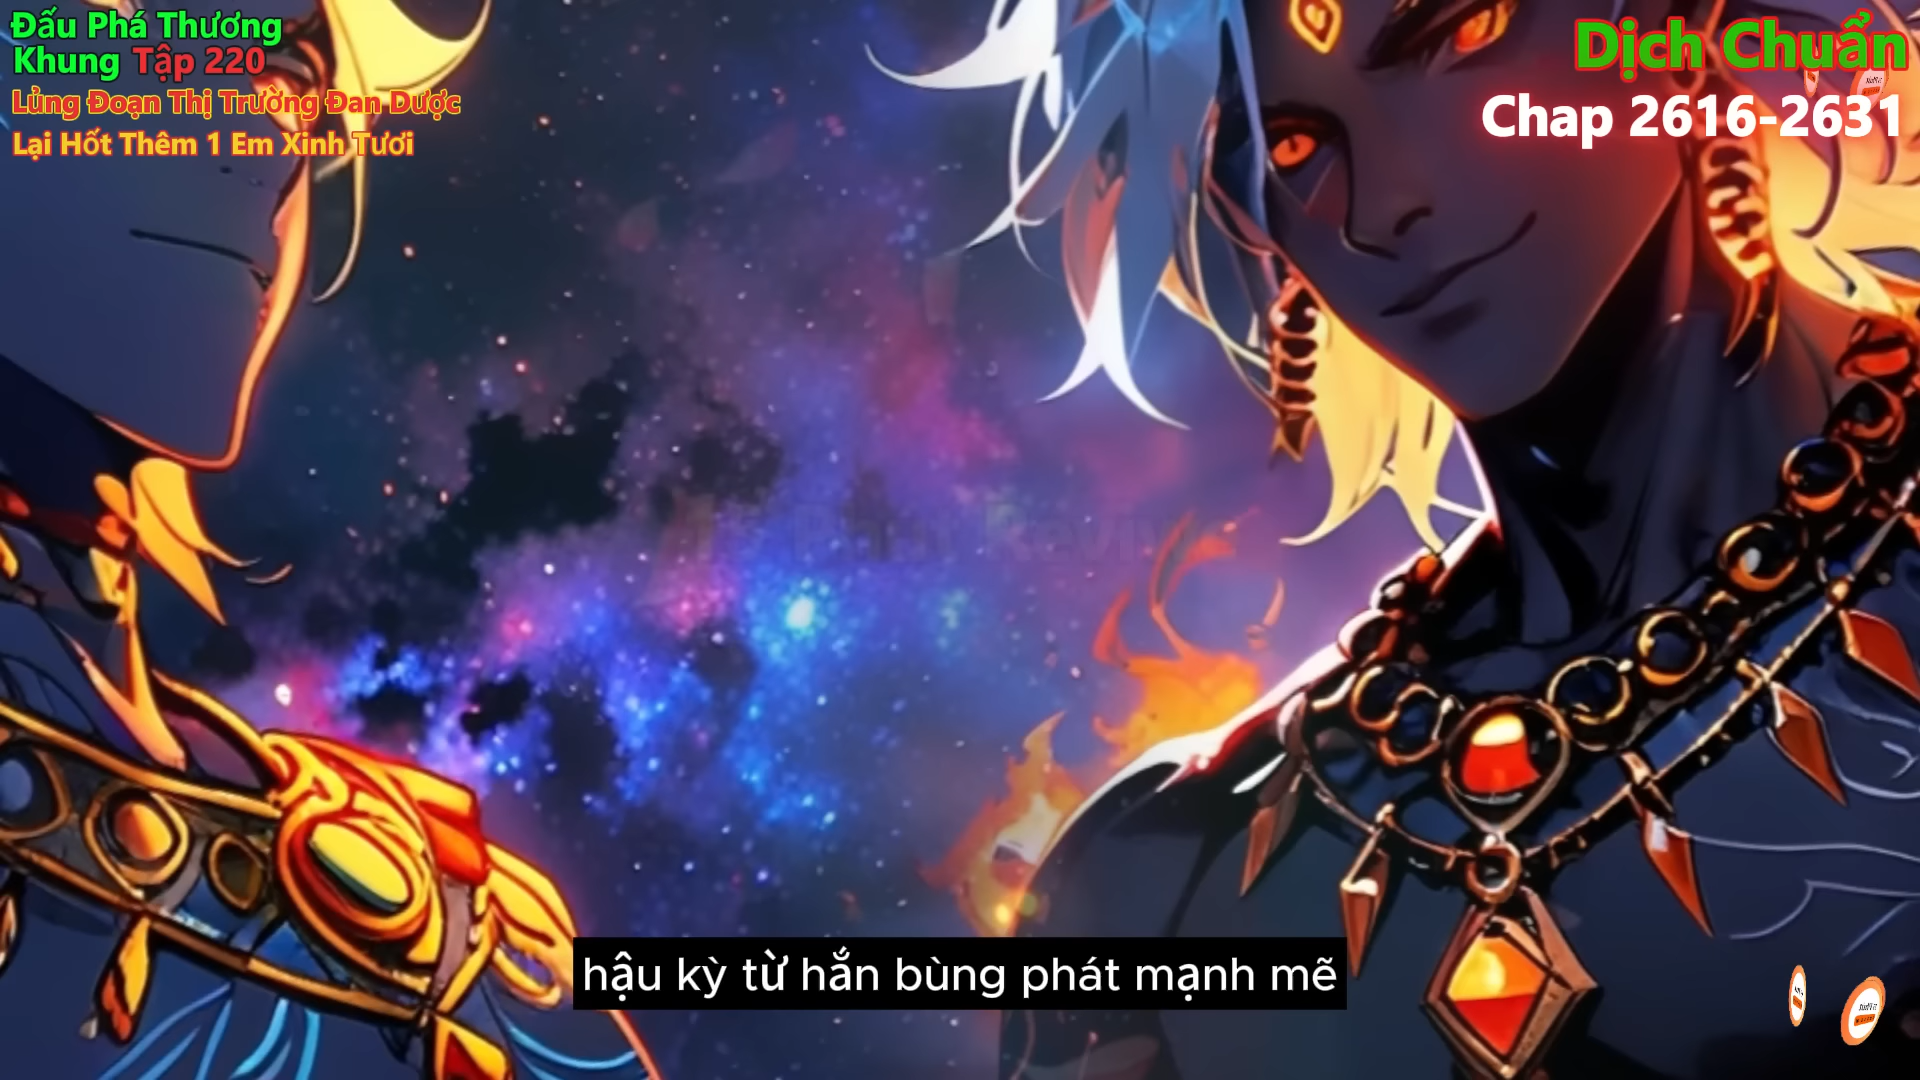 Đấu Phá Thương
Khung Tập 220
Lủng Đoạn Thị Trường Đan Dược
Lại Hốt Thêm 1 Em Xinh Tươi
Dịch Chuẩn
Chap 2616-2631
hậu kỳ từ hắn bùng phát mạnh mẽ